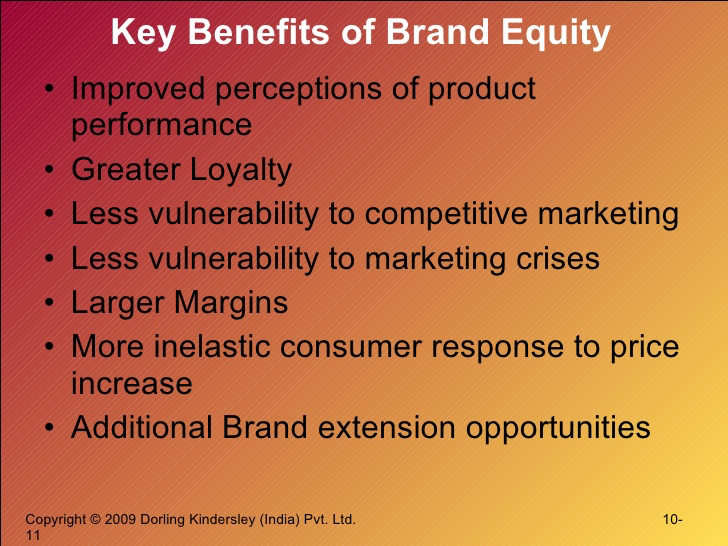 Key Benefits of Brand Equity
• Improved perceptions of product
performance
• Greater Loyalty
• Less vulnerability to competitive marketing
• Less vulnerability to marketing crises
• Larger Margins
• More inelastic consumer response to price
increase
• Additional Brand extension opportunities
Copyright © 2009 Dorling Kindersley (India) Pvt. Ltd. 10-
11